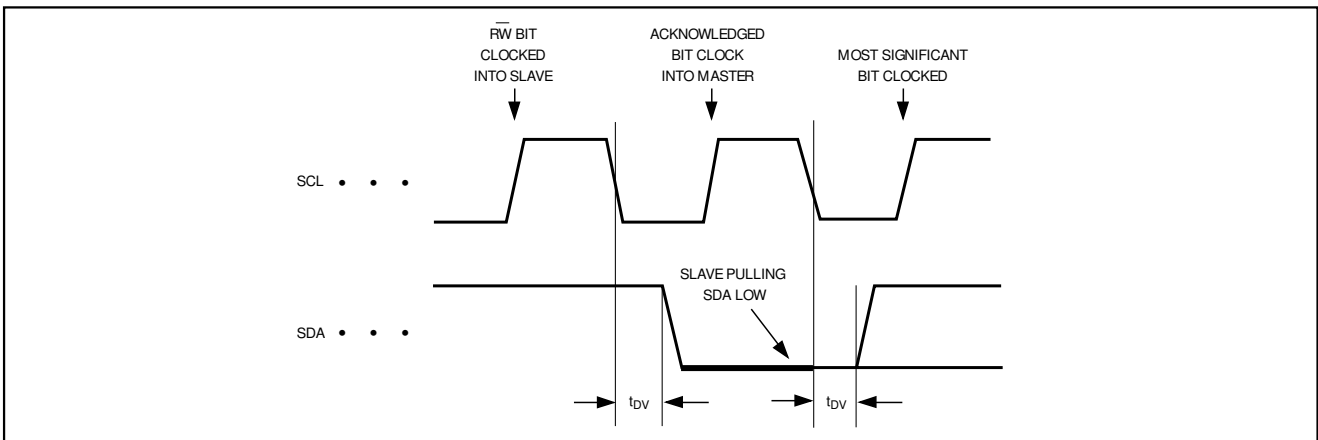 RW̅ BIT
CLOCKED
INTO SLAVE
ACKNOWLEDGED
BIT CLOCK
INTO MASTER
MOST SIGNIFICANT
BIT CLOCKED
SCL • • •
SLAVE PULLING
SDA LOW
SDA • • •
tDV
tDV